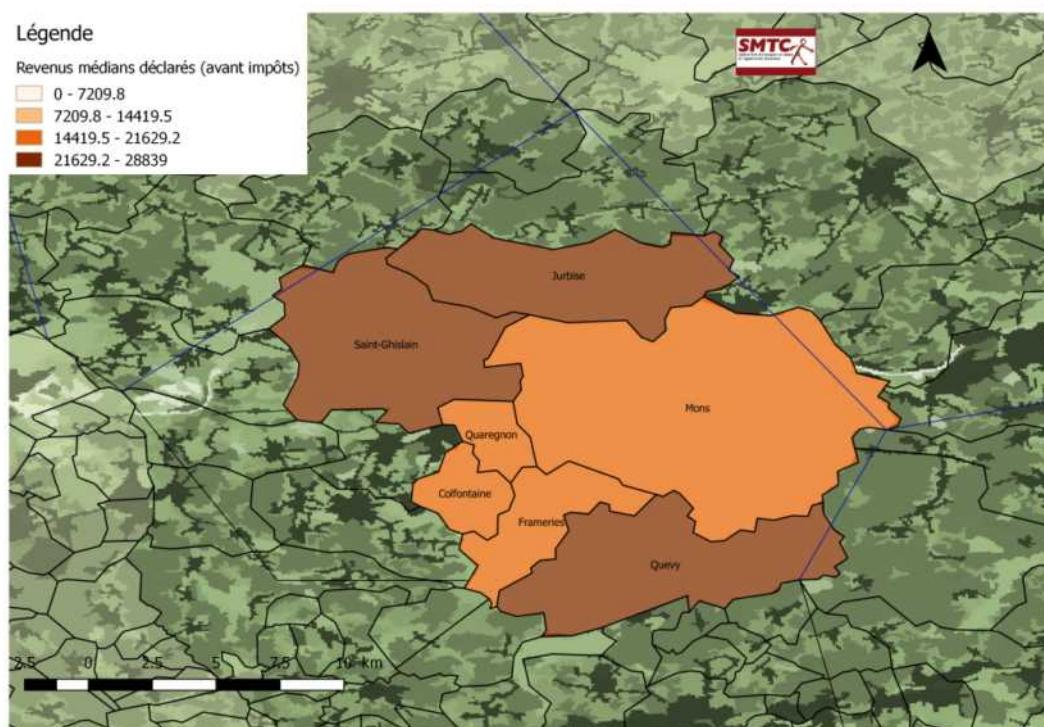 Légende
Revenus médians déclarés (avant impôts)
0 - 7209.8
7209.8 - 14419.5
14419.5 - 21629.2
21629.2 - 28839
SMTC
Jurbise
Saint-Ghislain
Mons
Quaregnon
Colfontaine
Frameries
Quevy
2.5 0 2.5 5 7.5 10 km